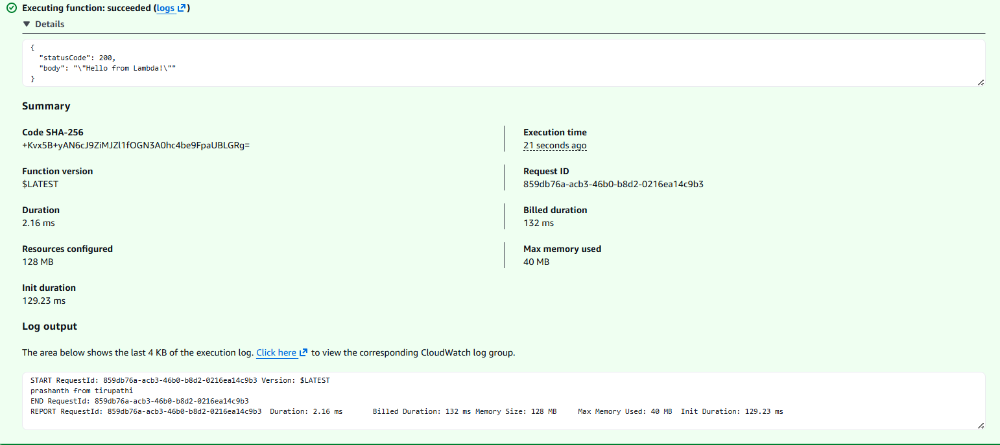 Executing function: succeeded (logs)
Details
{
"statusCode": 200,
"body": "\"Hello from Lambda!\""
}
Summary
Code SHA-256
+Kvx5B+yAN6cJ9ZiMJZl1fOGN3A0hc4be9FpaUBLGRg=
Execution time
21 seconds ago
Function version
$LATEST
Request ID
859db76a-acb3-46b0-b8d2-0216ea14c9b3
Duration
2.16 ms
Billed duration
132 ms
Resources configured
128 MB
Max memory used
40 MB
Init duration
129.23 ms
Log output
The area below shows the last 4 KB of the execution log. Click here to view the corresponding CloudWatch log group.
START RequestId: 859db76a-acb3-46b0-b8d2-0216ea14c9b3 Version: $LATEST
prashanth from tirupathi
END RequestId: 859db76a-acb3-46b0-b8d2-0216ea14c9b3
REPORT RequestId: 859db76a-acb3-46b0-b8d2-0216ea14c9b3 Duration: 2.16 ms Billed Duration: 132 ms Memory Size: 128 MB Max Memory Used: 40 MB Init Duration: 129.23 ms